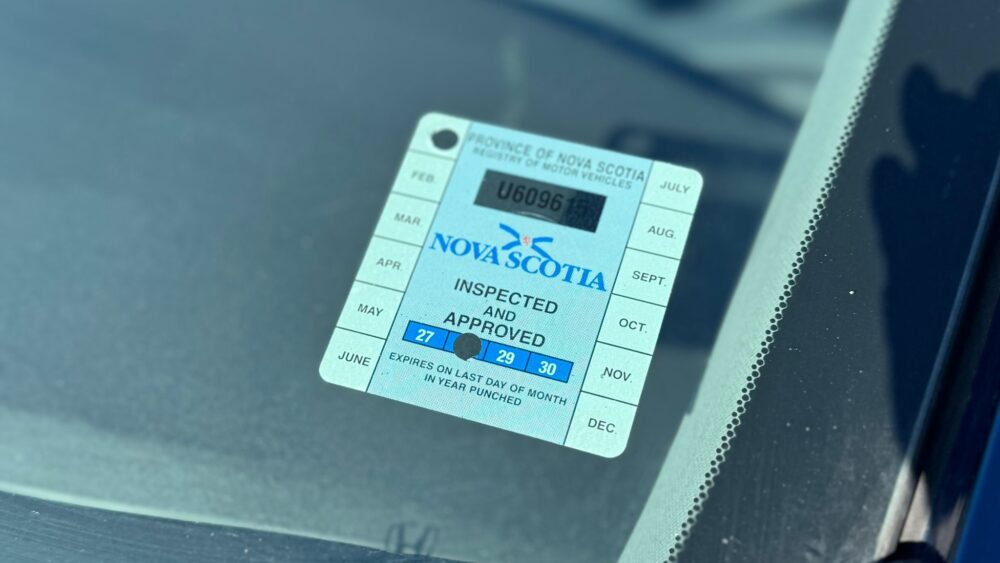 PROVINCE OF NOVA SCOTIA
REGISTRY OF MOTOR VEHICLES
NOVA SCOTIA
INSPECTED
AND
APPROVED
27 29 30
EXPIRES ON LAST DAY OF MONTH
IN YEAR PUNCHED
FEB.
MAR.
APR.
MAY
JUNE
JULY
AUG.
SEPT.
OCT.
NOV.
DEC.